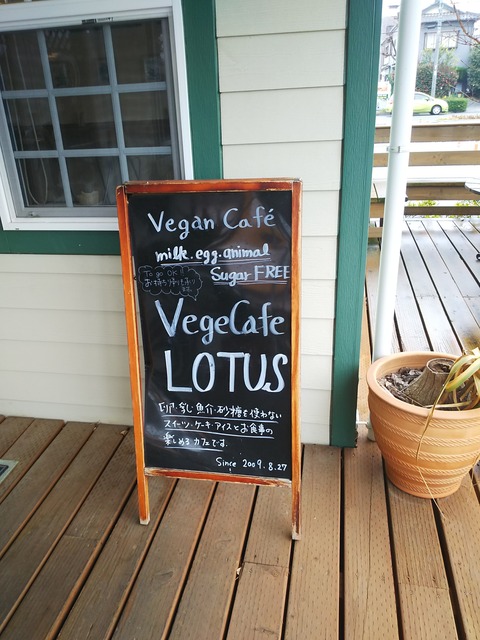 Vegan Café
milk.egg.animal
To go OK!!
お持ち帰り承ります
Sugar FREE
VegeCafe
LOTUS
卵・乳・魚介・砂糖を使わない
スイーツ・ケーキ・アイスとお食事の
楽しめるカフェです.
Since 2009.8.27